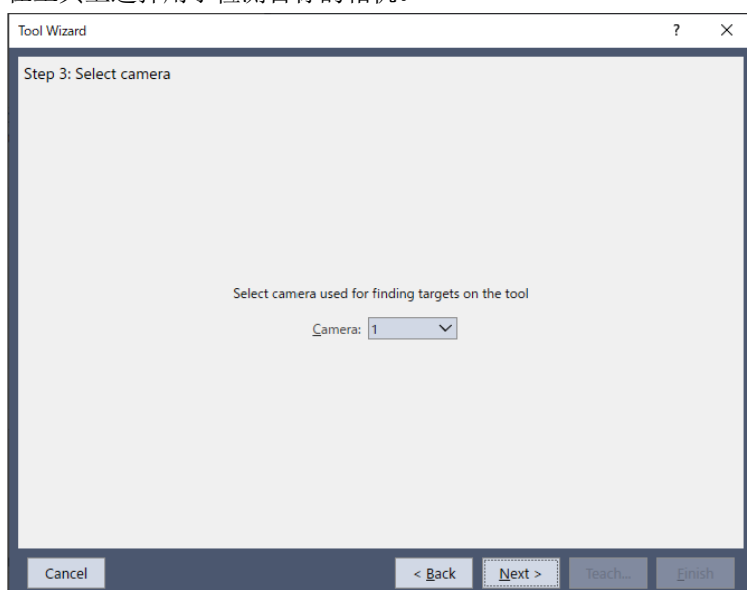 Tool Wizard ? ×
Step 3: Select camera
Select camera used for finding targets on the tool
Camera: 1
Cancel < Back Next > Teach... Finish